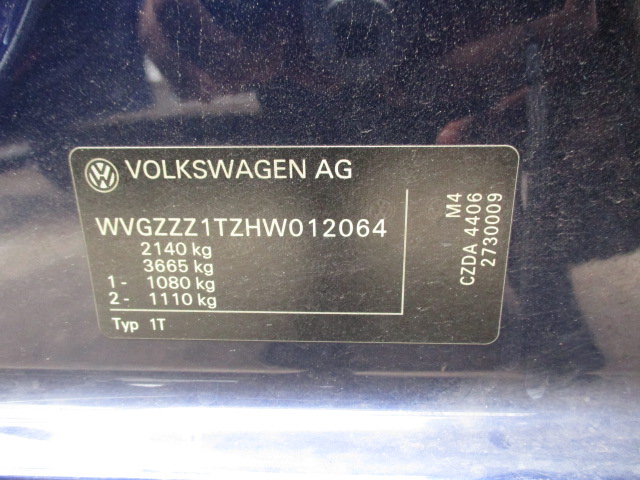 VOLKSWAGEN AG
WVGZZZ1TZHW012064
2140 kg
3665 kg
1- 1080 kg
2- 1110 kg
Typ 1T
M4
CZDA 4406
2730009